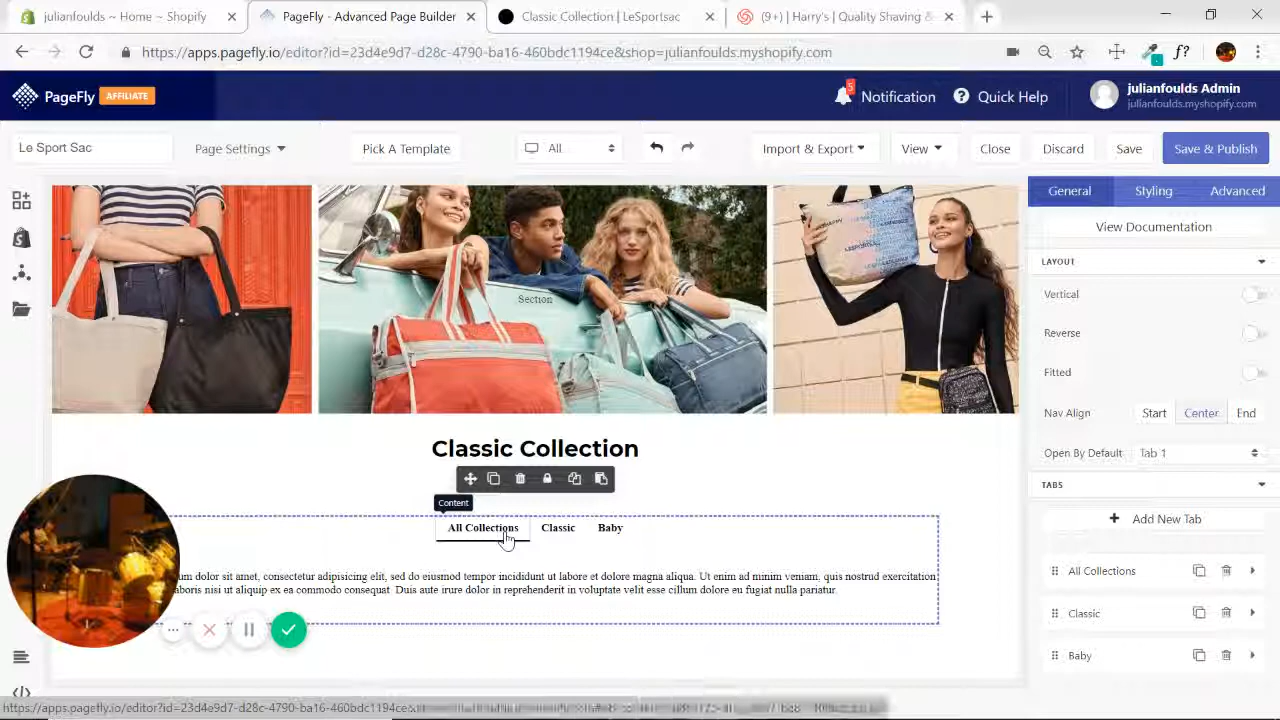 julianfoulds ~ Home ~ Shopify
PageFly - Advanced Page Builder
Classic Collection | LeSportsac
(9+) | Harry's | Quality Shaving &
https://apps.pagefly.io/editor?id=23d4e9d7-d28c-4790-ba16-460bdc1194ce&shop=julianfoulds.myshopify.com
f?
PageFly AFFILIATE
5
Notification
Quick Help
julianfoulds Admin
julianfoulds.myshopify.com
Le Sport Sac
Page Settings
Pick A Template
All
Import & Export
View
Close
Discard
Save
Save & Publish
General
Styling
Advanced
View Documentation
LAYOUT
Vertical
Reverse
Fitted
Nav Align
Start
Center
End
Open By Default
Tab 1
TABS
Add New Tab
All Collections
Classic
Baby
Section
Classic Collection
Content
All Collections
Classic
Baby
um dolor sit amet, consectetur adipisicing elit, sed do eiusmod tempor incididunt ut labore et dolore magna aliqua. Ut enim ad minim veniam, quis nostrud exercitation
laboris nisi ut aliquip ex ea commodo consequat. Duis aute irure dolor in reprehenderit in voluptate velit esse cillum dolore eu fugiat nulla pariatur.
https://apps.pagefly.io/editor?id=23d4e9d7-d28c-4790-ba16-460bdc1194ce&